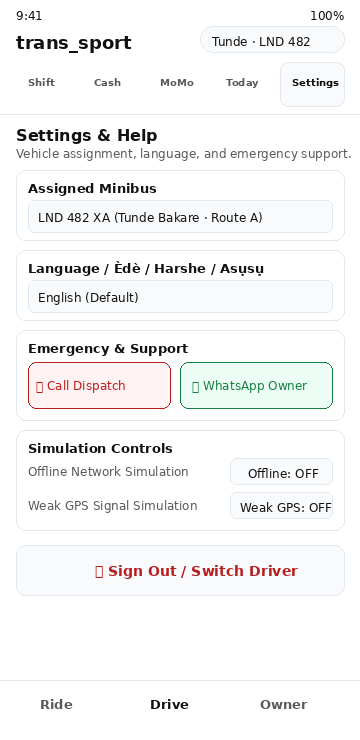 9:41 100%
trans_sport Tunde · LND 482
Shift Cash MoMo Today Settings
Settings & Help
Vehicle assignment, language, and emergency support.
Assigned Minibus
LND 482 XA (Tunde Bakare · Route A)
Language / Èdè / Harshe / Asụsụ
English (Default)
Emergency & Support
Call Dispatch WhatsApp Owner
Simulation Controls
Offline Network Simulation Offline: OFF
Weak GPS Signal Simulation Weak GPS: OFF
Sign Out / Switch Driver
Ride Drive Owner